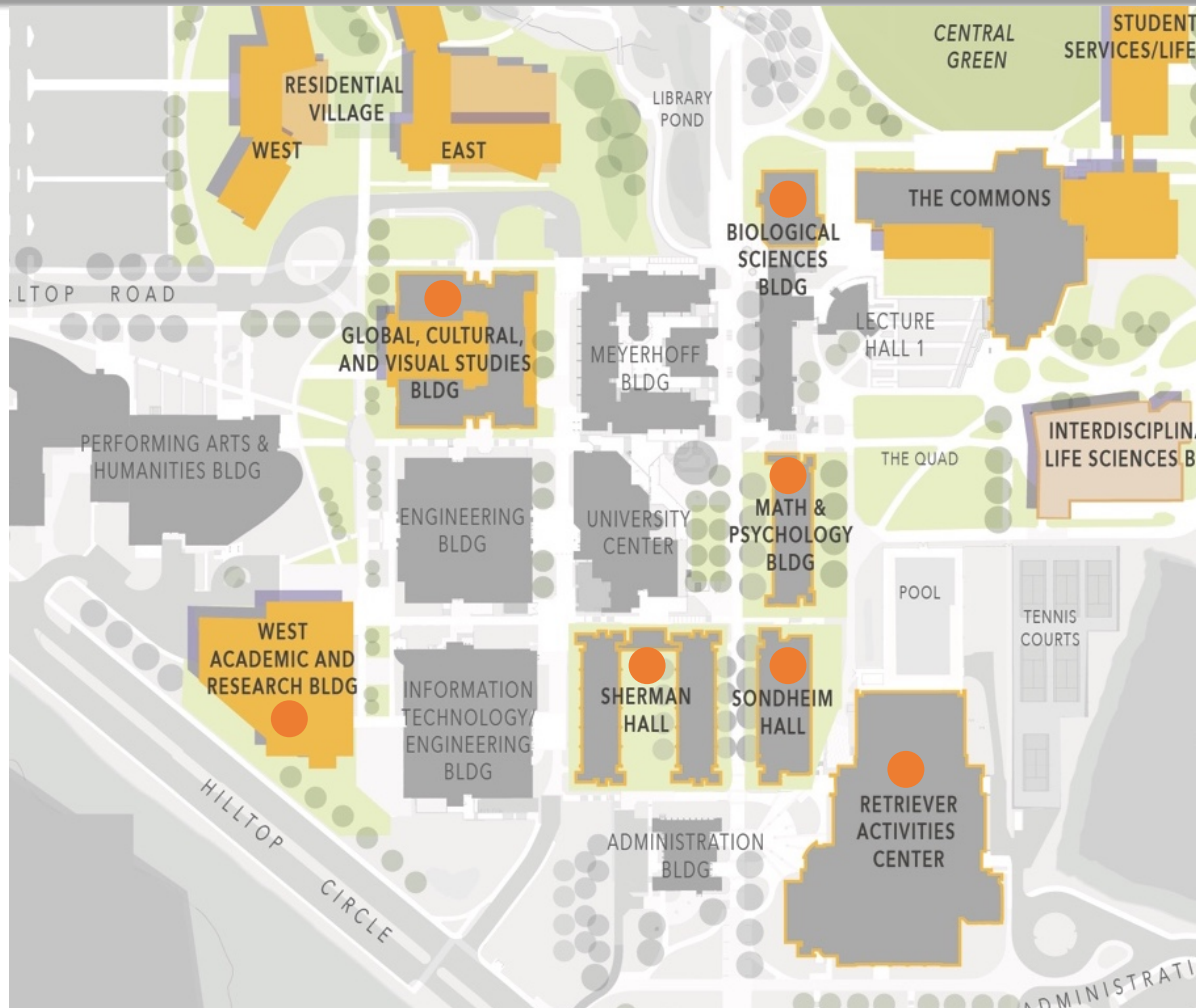 CENTRAL
GREEN
STUDENT
SERVICES/LIFE
RESIDENTIAL
VILLAGE
WEST
EAST
LIBRARY
POND
THE COMMONS
BIOLOGICAL
SCIENCES
BLDG
LLTOP ROAD
GLOBAL, CULTURAL,
AND VISUAL STUDIES
BLDG
MEYERHOFF
BLDG
LECTURE
HALL 1
PERFORMING ARTS &
HUMANITIES BLDG
THE QUAD
INTERDISCIPLINA
LIFE SCIENCES B
ENGINEERING
BLDG
UNIVERSITY
CENTER
MATH &
PSYCHOLOGY
BLDG
POOL
TENNIS
COURTS
WEST
ACADEMIC AND
RESEARCH BLDG
INFORMATION
TECHNOLOGY/
ENGINEERING
BLDG
SHERMAN
HALL
SONDHEIM
HALL
RETRIEVER
ACTIVITIES
CENTER
HILLTOP
CIRCLE
ADMINISTRATION
BLDG
ADMINISTRATI